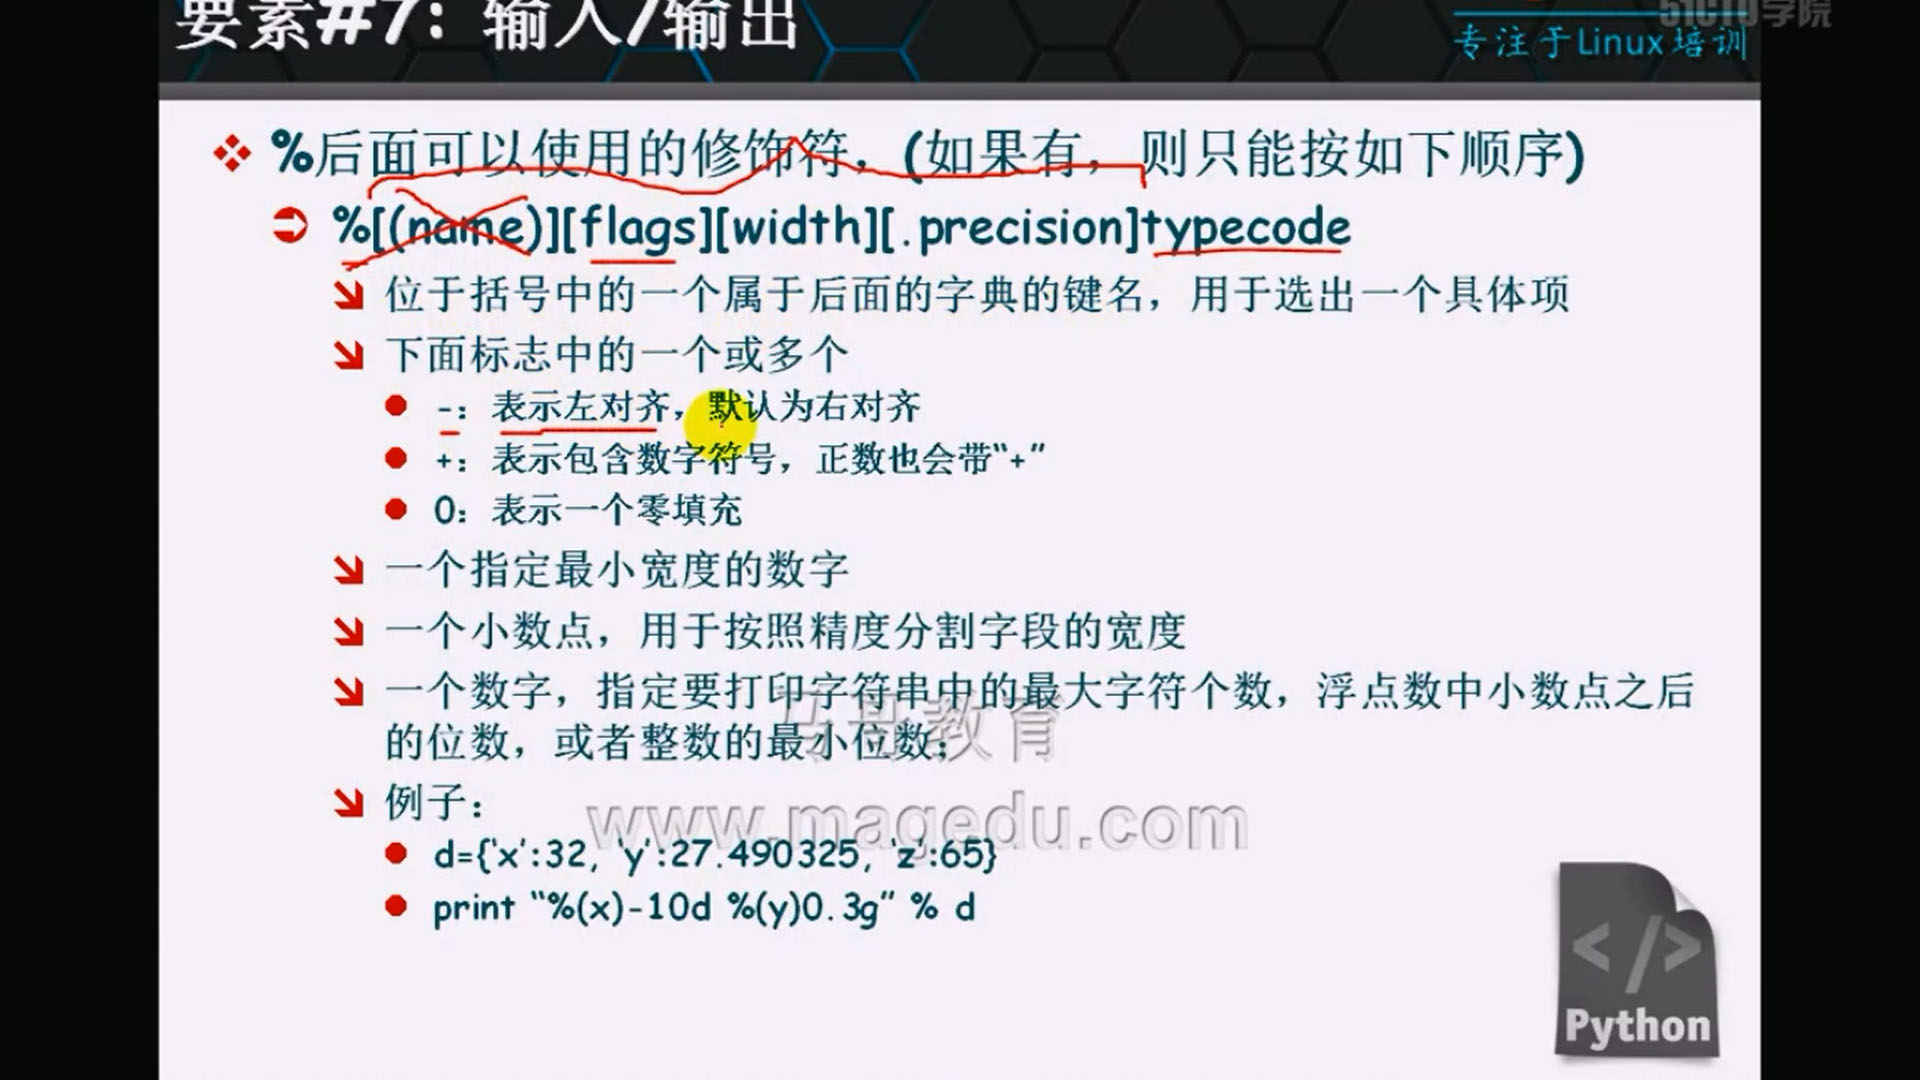 要素#7：输入/输出
51CTO学院
专注于Linux培训
%后面可以使用的修饰符，(如果有，则只能按如下顺序)
%[(name)][flags][width][.precision]typecode
位于括号中的一个属于后面的字典的键名，用于选出一个具体项
下面标志中的一个或多个
-：表示左对齐，默认为右对齐
+：表示包含数字符号，正数也会带“+”
0：表示一个零填充
一个指定最小宽度的数字
一个小数点，用于按照精度分割字段的宽度
一个数字，指定要打印字符串中的最大字符个数，浮点数中小数点之后
的位数，或者整数的最小位数；
马哥教育
例子：
www.magedu.com
d={‘x’:32, ‘y’:27.490325, ‘z’:65}
print “%(x)-10d %(y)0.3g” % d
</>
Python